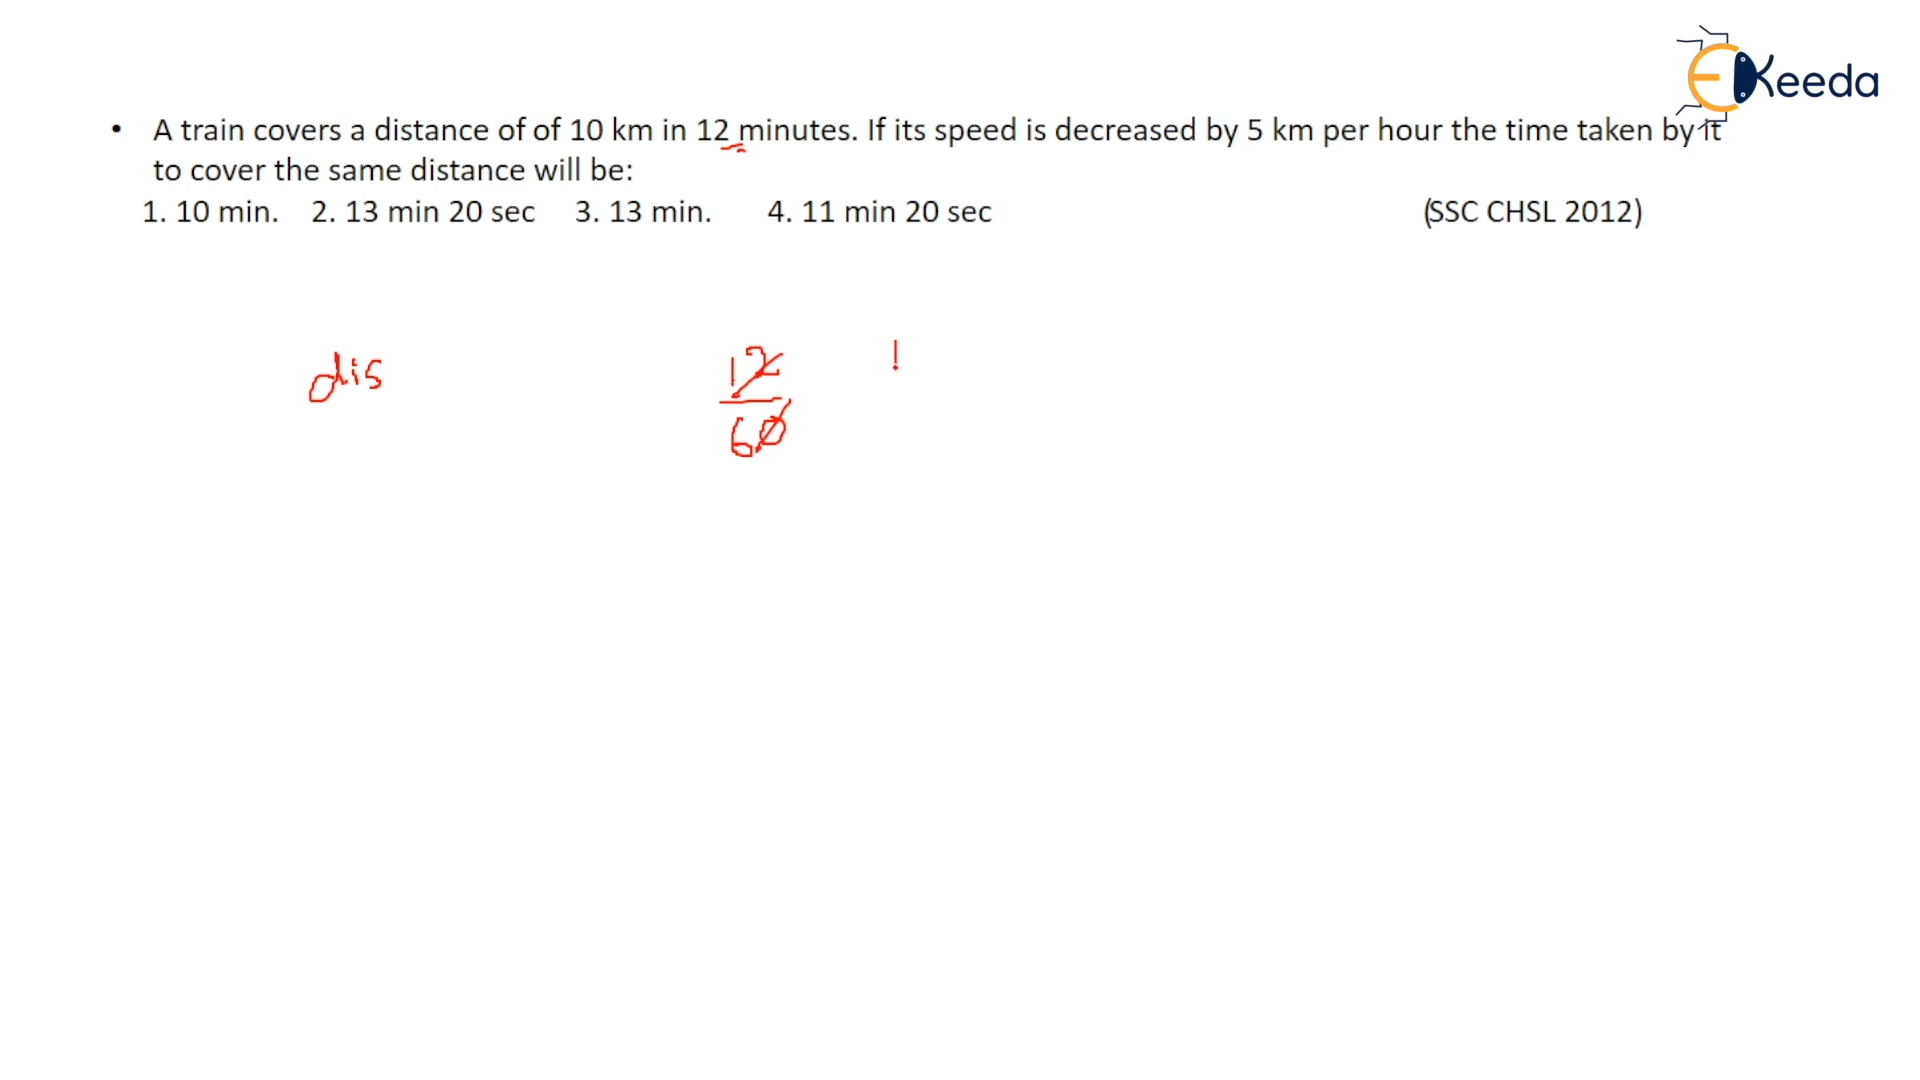 EKeeda
• A train covers a distance of of 10 km in 12 minutes. If its speed is decreased by 5 km per hour the time taken by it
to cover the same distance will be:
1. 10 min. 2. 13 min 20 sec 3. 13 min. 4. 11 min 20 sec (SSC CHSL 2012)
dis 12 !
60